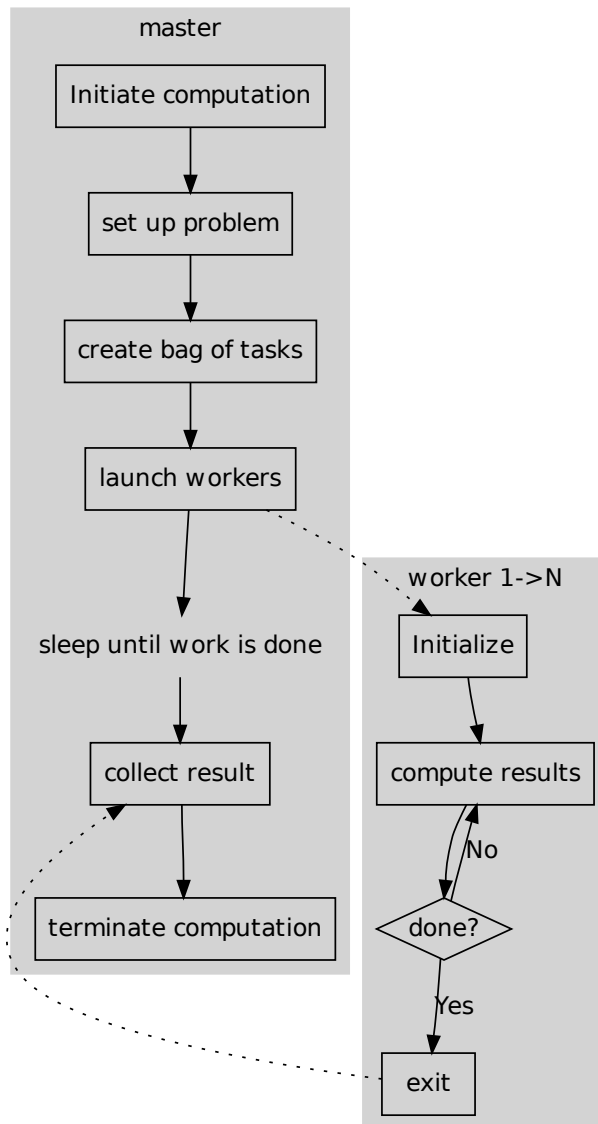 master
Initiate computation
set up problem
create bag of tasks
launch workers
sleep until work is done
collect result
terminate computation
worker 1->N
Initialize
compute results
No
done?
Yes
exit